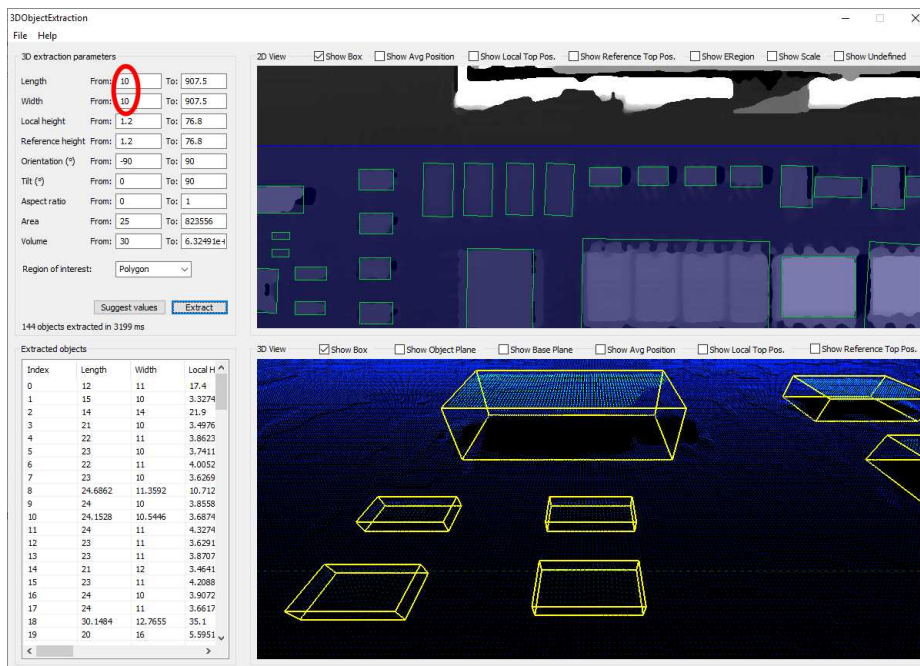 3DObjectExtraction
File Help
3D extraction parameters
Length From: 10 To: 907.5
Width From: 10 To: 907.5
Local height From: 1.2 To: 76.8
Reference height From: 1.2 To: 76.8
Orientation (°) From: -90 To: 90
Tilt (°) From: 0 To: 90
Aspect ratio From: 0 To: 1
Area From: 25 To: 823556
Volume From: 30 To: 6.32491e+
Region of interest: Polygon
Suggest values Extract
144 objects extracted in 3199 ms
2D View Show Box Show Avg Position Show Local Top Pos. Show Reference Top Pos. Show ERegion Show Scale Show Undefined
Extracted objects
Index Length Width Local H
0 12 11 17.4
1 15 10 3.3274
2 14 14 21.9
3 21 10 3.4976
4 22 11 3.8623
5 23 10 3.7411
6 22 11 4.0052
7 23 10 3.6269
8 24.6862 11.3592 10.712
9 24 10 3.8558
10 24.1528 10.5446 3.6874
11 24 11 4.3274
12 23 11 3.6291
13 23 11 3.8707
14 21 12 3.4641
15 23 11 4.2088
16 24 10 3.9072
17 24 11 3.6617
18 30.1484 12.7655 35.1
19 20 16 5.5951
3D View Show Box Show Object Plane Show Base Plane Show Avg Position Show Local Top Pos. Show Reference Top Pos.